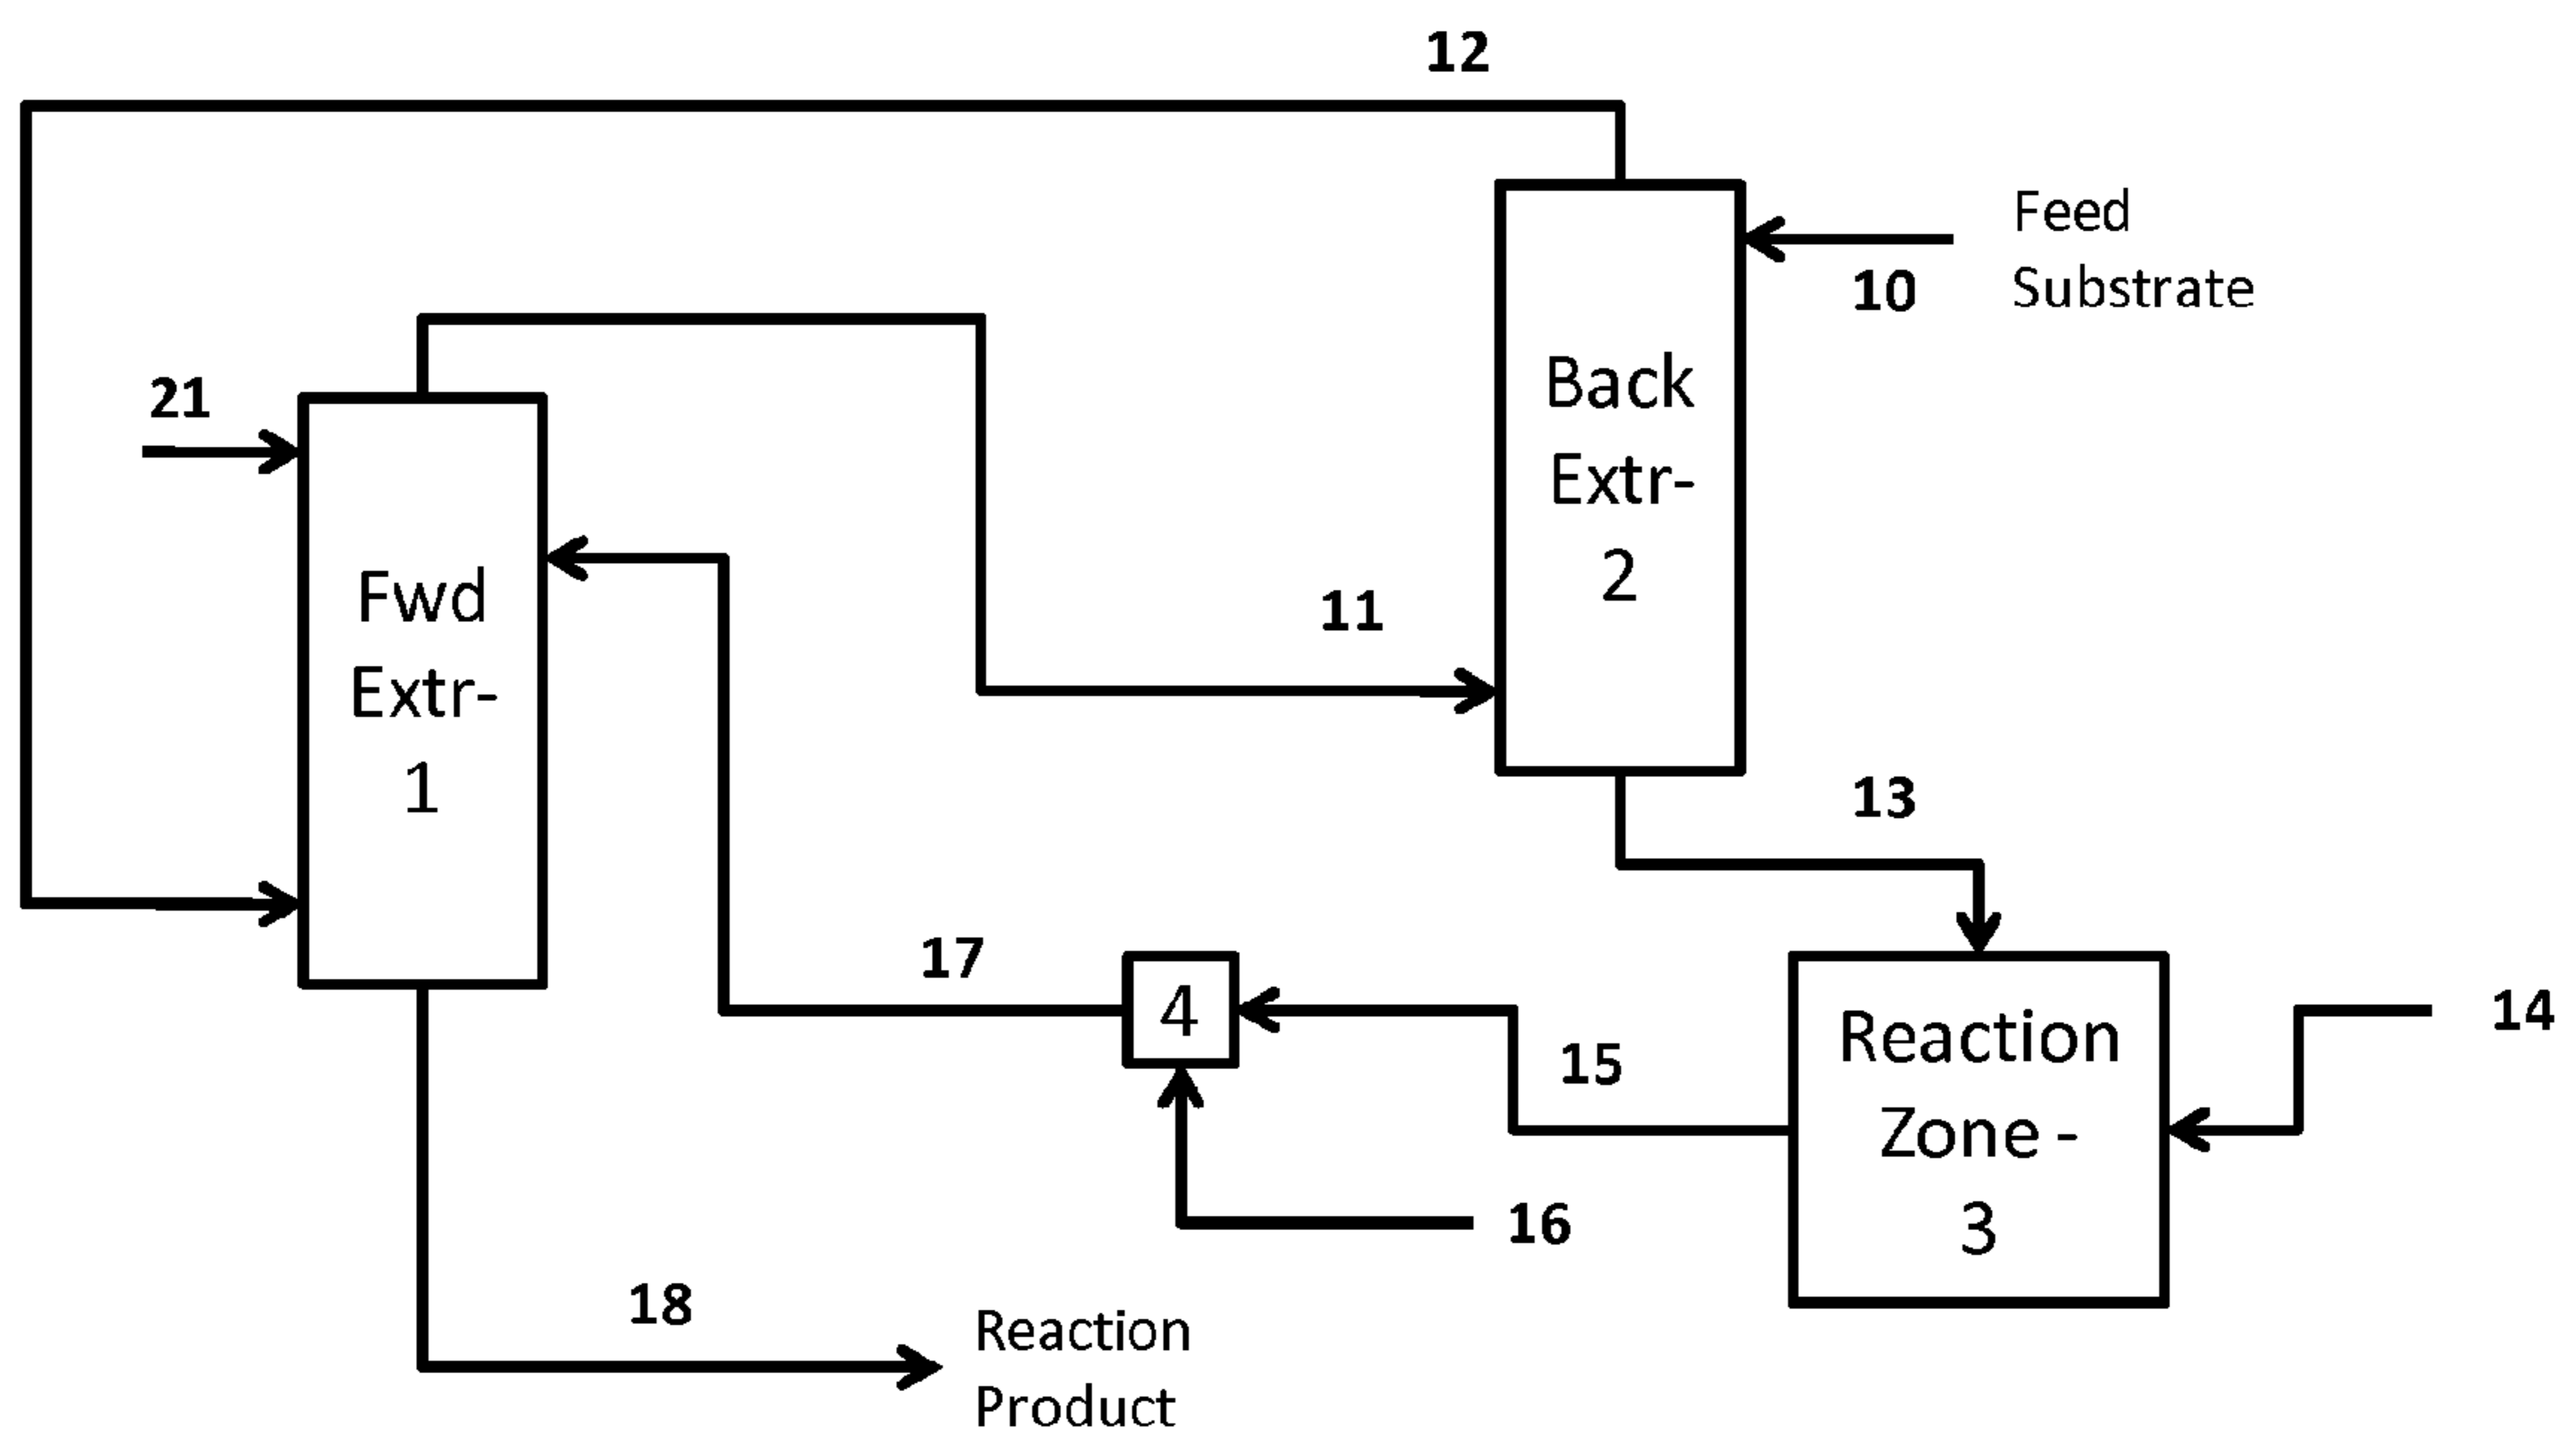 12
Feed
Substrate
10
21
Back
Extr-
2
11
Fwd
Extr-
1
13
17
4
15
14
Reaction
Zone -
3
16
18
Reaction
Product